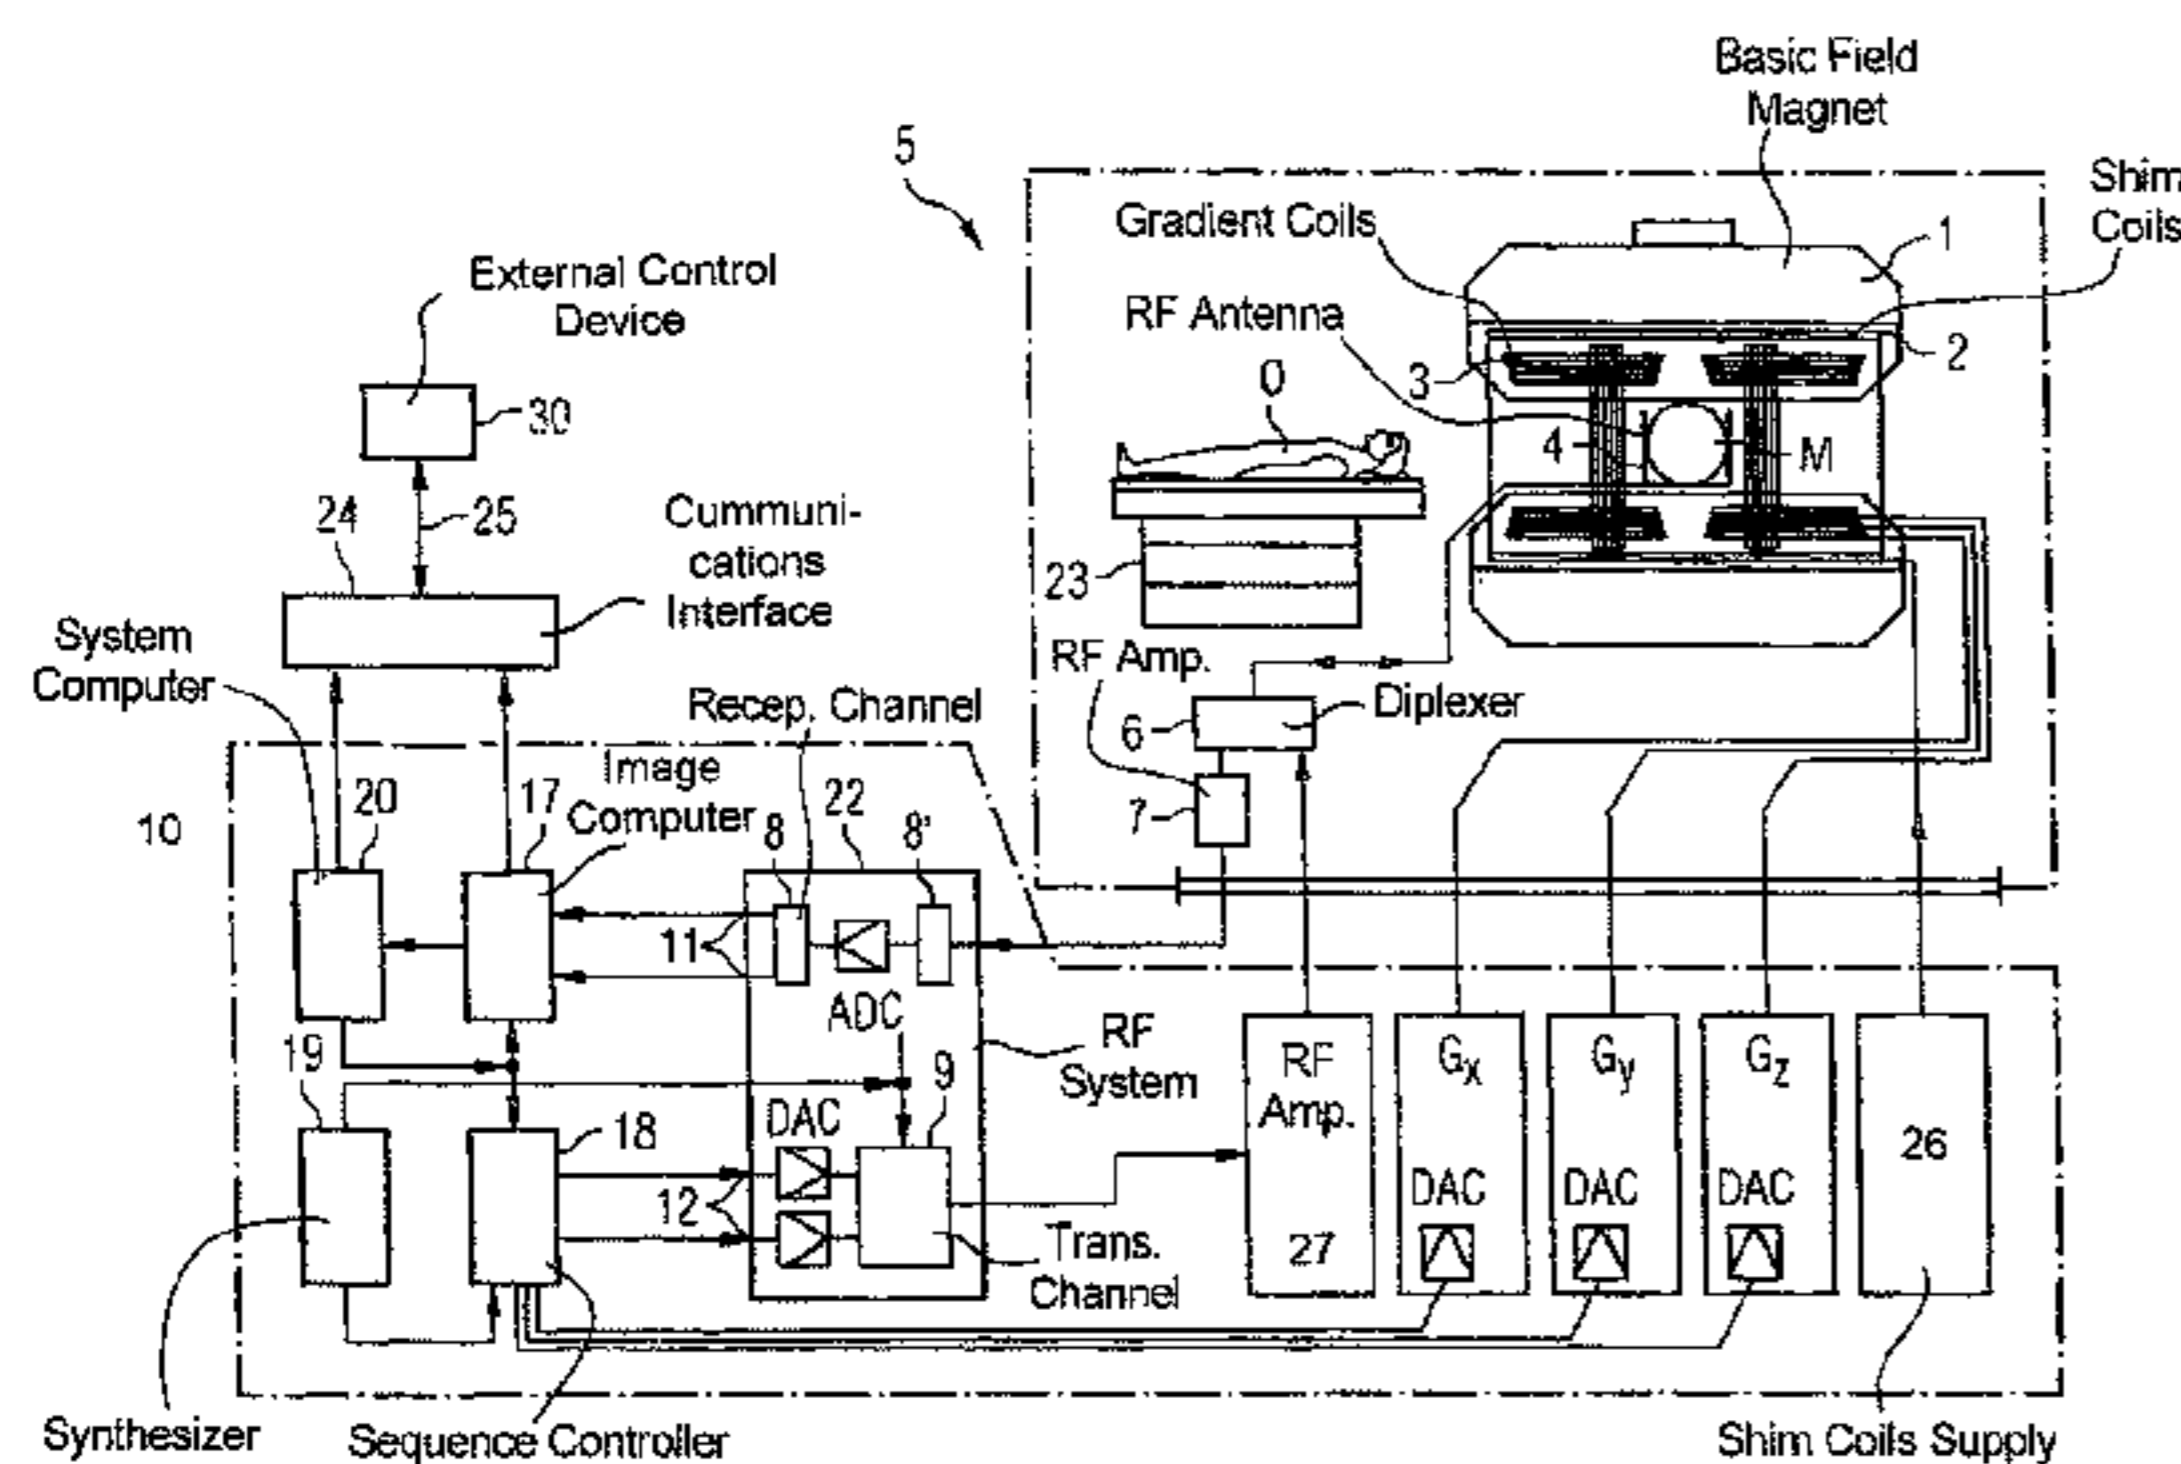 Basic Field
Magnet
5
Shim
Coils
Gradient Coils
1
External Control
Device
RF Antenna
2
3
O
30
4
M
24
25
Cummuni-
cations
Interface
23
System
Computer
RF Amp.
Recep. Channel
6
Diplexer
Image
Computer
10
20
17
22
7
8
8'
11
ADC
19
RF
System
9
RF
Amp.
Gx
Gy
Gz
DAC
18
26
12
DAC
DAC
DAC
Trans.
Channel
27
Synthesizer
Sequence Controller
Shim Coils Supply